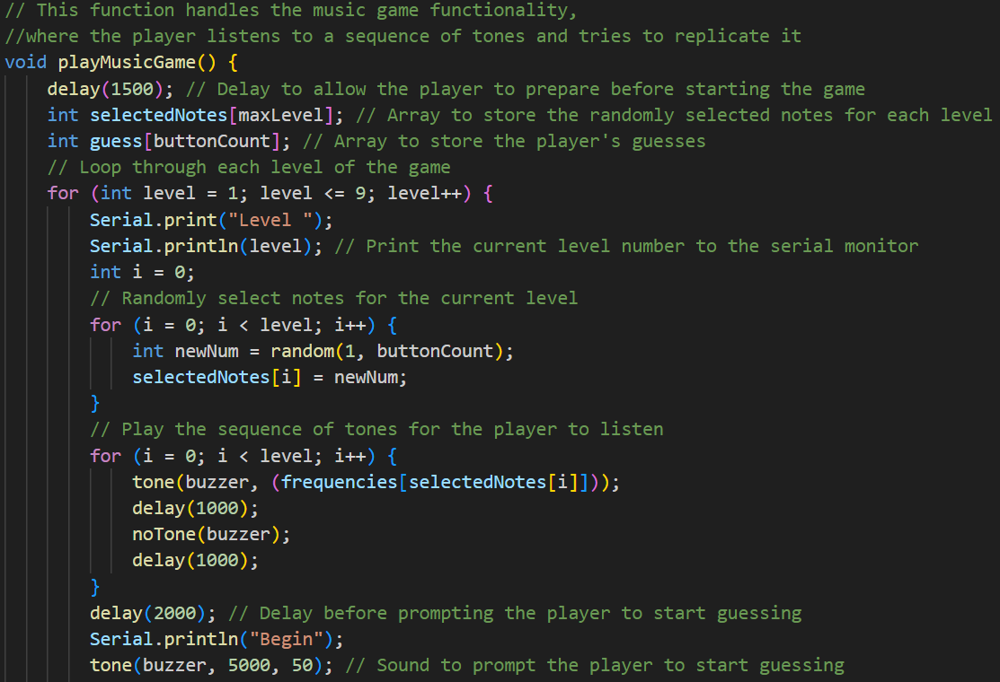 // This function handles the music game functionality,
//where the player listens to a sequence of tones and tries to replicate it
void playMusicGame() {
    delay(1500); // Delay to allow the player to prepare before starting the game
    int selectedNotes[maxLevel]; // Array to store the randomly selected notes for each level
    int guess[buttonCount]; // Array to store the player's guesses
    // Loop through each level of the game
    for (int level = 1; level <= 9; level++) {
        Serial.print("Level ");
        Serial.println(level); // Print the current level number to the serial monitor
        int i = 0;
        // Randomly select notes for the current level
        for (i = 0; i < level; i++) {
            int newNum = random(1, buttonCount);
            selectedNotes[i] = newNum;
        }
        // Play the sequence of tones for the player to listen
        for (i = 0; i < level; i++) {
            tone(buzzer, (frequencies[selectedNotes[i]]));
            delay(1000);
            noTone(buzzer);
            delay(1000);
        }
        delay(2000); // Delay before prompting the player to start guessing
        Serial.println("Begin");
        tone(buzzer, 5000, 50); // Sound to prompt the player to start guessing